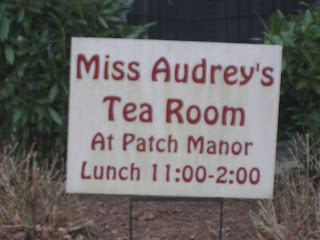 Miss Audrey's
Tea Room
At Patch Manor
Lunch 11:00-2:00